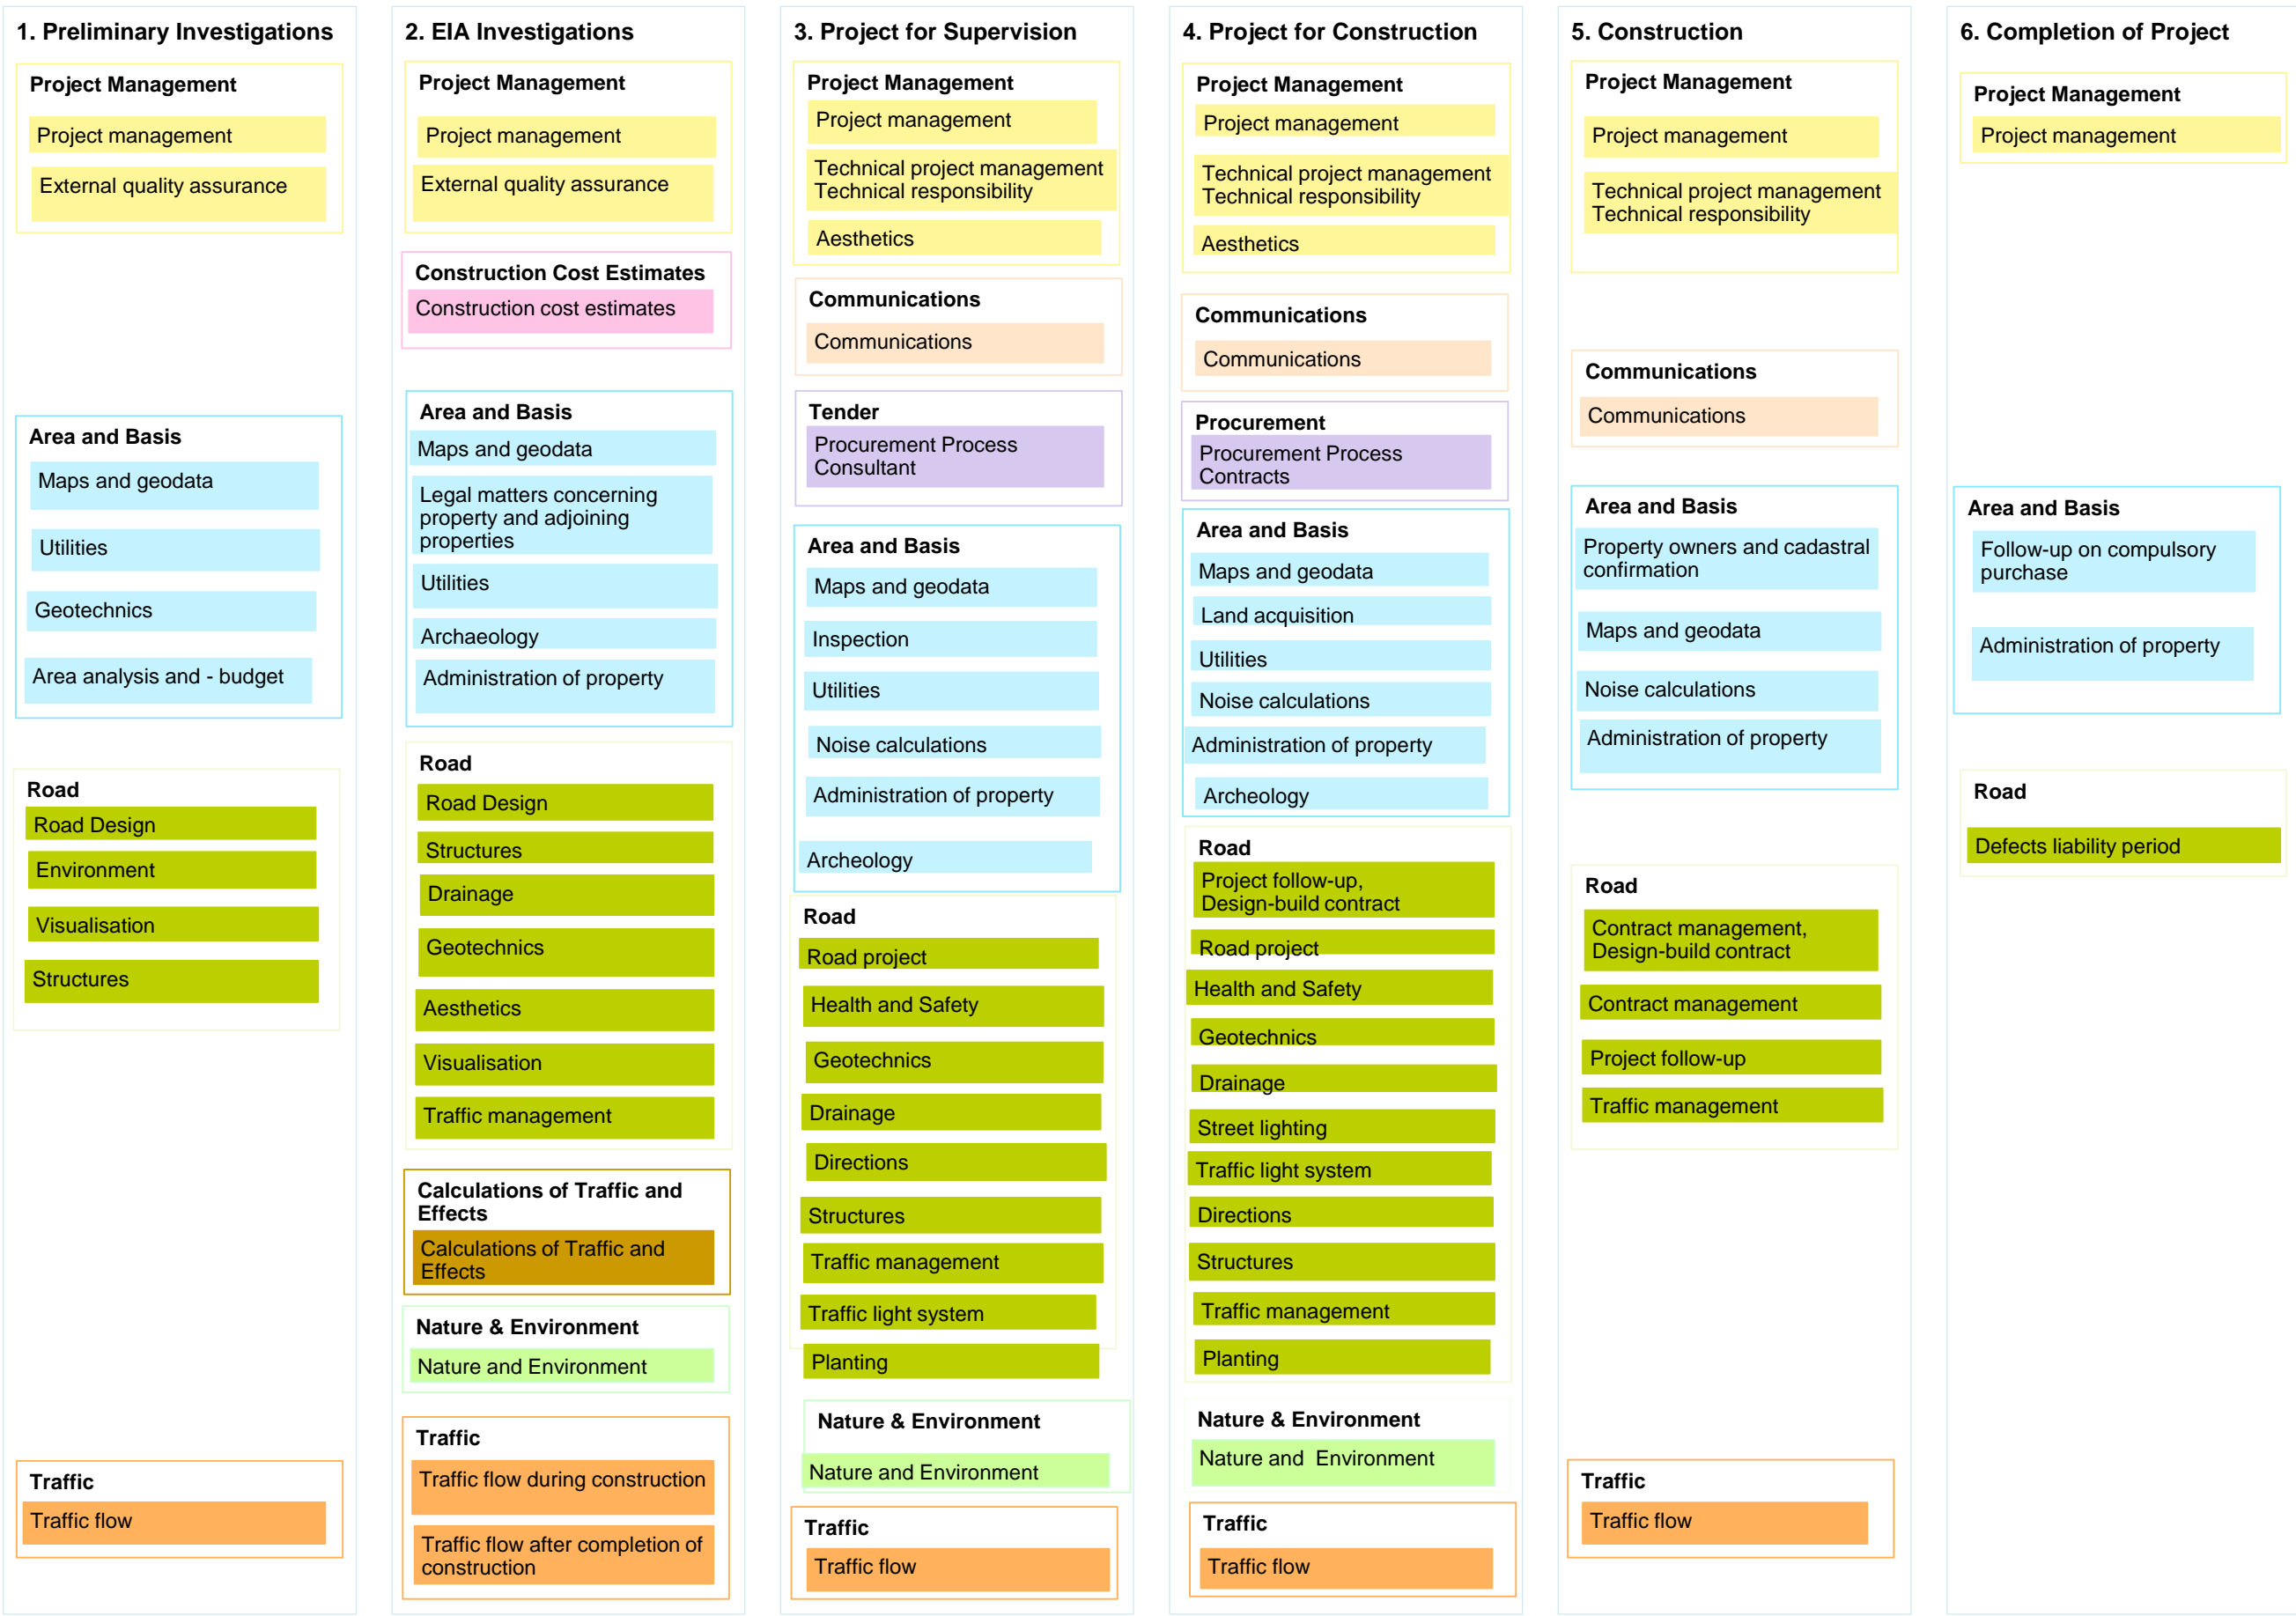 1. Preliminary Investigations
Project Management
Project management
External quality assurance
Area and Basis
Maps and geodata
Utilities
Geotechnics
Area analysis and - budget
Road
Road Design
Environment
Visualisation
Structures
Traffic
Traffic flow
2. EIA Investigations
Project Management
Project management
External quality assurance
Construction Cost Estimates
Construction cost estimates
Area and Basis
Maps and geodata
Legal matters concerning
property and adjoining
properties
Utilities
Archaeology
Administration of property
Road
Road Design
Structures
Drainage
Geotechnics
Aesthetics
Visualisation
Traffic management
Calculations of Traffic and
Effects
Calculations of Traffic and
Effects
Nature & Environment
Nature and Environment
Traffic
Traffic flow during construction
Traffic flow after completion of
construction
3. Project for Supervision
Project Management
Project management
Technical project management
Technical responsibility
Aesthetics
Communications
Communications
Tender
Procurement Process
Consultant
Area and Basis
Maps and geodata
Inspection
Utilities
Noise calculations
Administration of property
Archeology
Road
Road project
Health and Safety
Geotechnics
Drainage
Directions
Structures
Traffic management
Traffic light system
Planting
Nature & Environment
Nature and Environment
Traffic
Traffic flow
4. Project for Construction
Project Management
Project management
Technical project management
Technical responsibility
Aesthetics
Communications
Communications
Procurement
Procurement Process
Contracts
Area and Basis
Maps and geodata
Land acquisition
Utilities
Noise calculations
Administration of property
Archeology
Road
Project follow-up,
Design-build contract
Road project
Health and Safety
Geotechnics
Drainage
Street lighting
Traffic light system
Directions
Structures
Traffic management
Planting
Nature & Environment
Nature and Environment
Traffic
Traffic flow
5. Construction
Project Management
Project management
Technical project management
Technical responsibility
Communications
Communications
Area and Basis
Property owners and cadastral
confirmation
Maps and geodata
Noise calculations
Administration of property
Road
Contract management,
Design-build contract
Contract management
Project follow-up
Traffic management
Traffic
Traffic flow
6. Completion of Project
Project Management
Project management
Area and Basis
Follow-up on compulsory
purchase
Administration of property
Road
Defects liability period